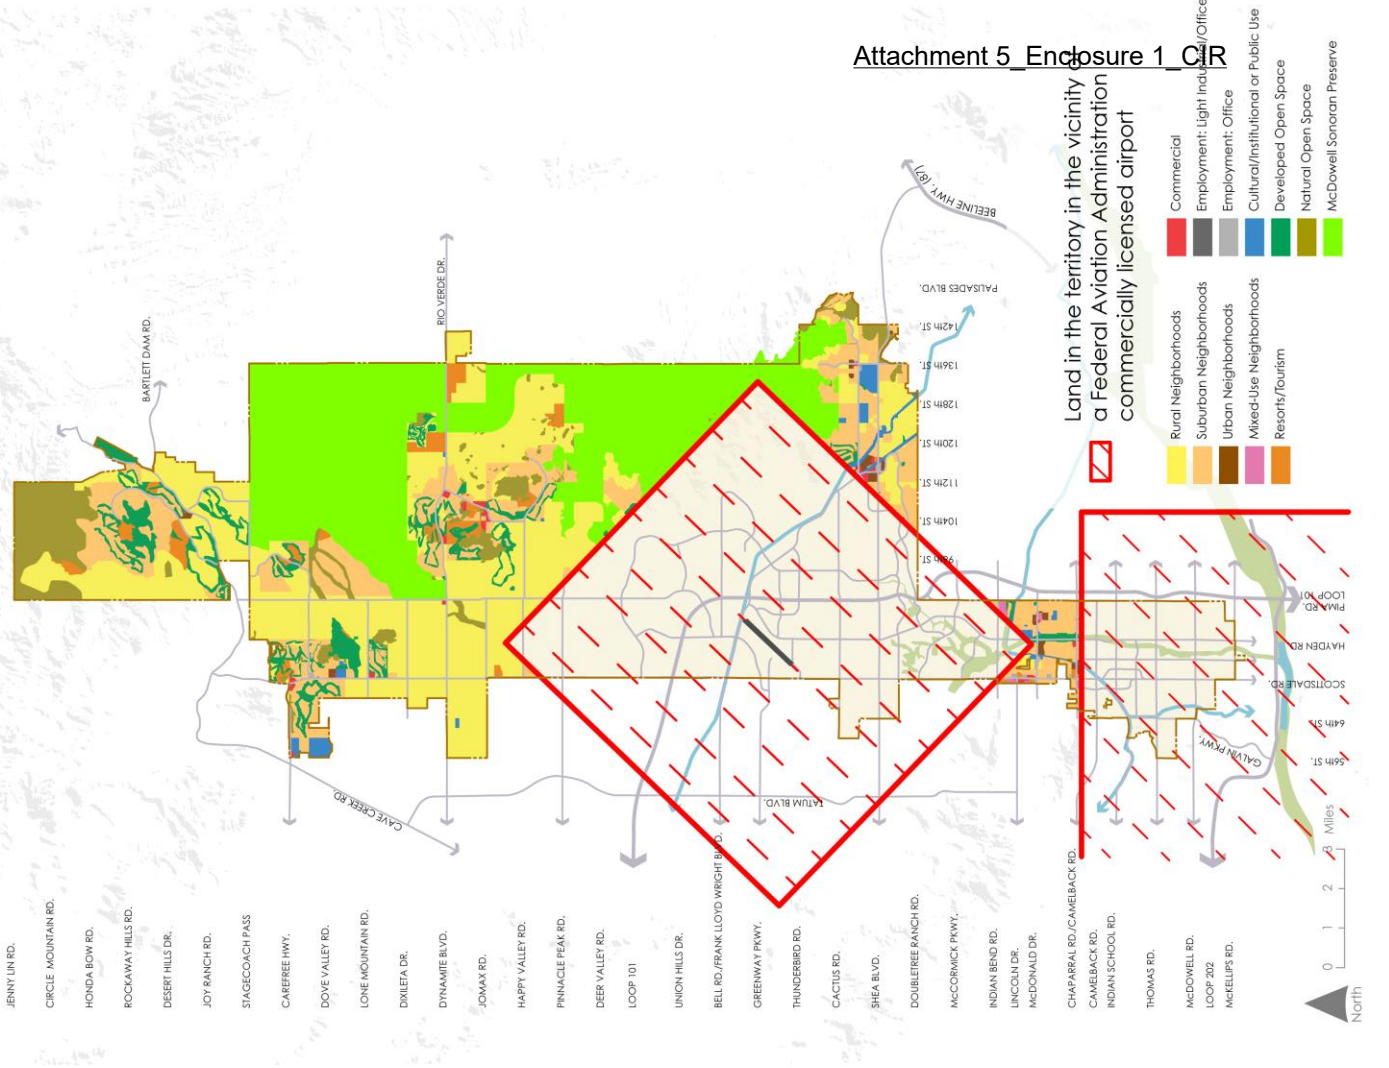 Attachment 5_Enclosure 1_CIR
Land in the territory in the vicinity of
a Federal Aviation Administration
commercially licensed airport
Commercial
Employment: Light Industrial/Office
Employment: Office
Cultural/Institutional or Public Use
Developed Open Space
Natural Open Space
McDowell Sonoran Preserve
Rural Neighborhoods
Suburban Neighborhoods
Urban Neighborhoods
Mixed-Use Neighborhoods
Resorts/Tourism
BEELINE HWY. (87)
PALISADES BLVD.
RIO VERDE DR.
BARTLETT DAM RD.
142th ST.
136th ST.
128th ST.
120th ST.
112th ST.
104th ST.
96th ST.
LOOP 101
PIMA RD.
HAYDEN RD.
SCOTTSDALE RD.
64th ST.
56th ST.
GALVIN PKWY.
TATUM BLVD.
CAVE CREEK RD.
JENNY LIN RD.
CIRCLE MOUNTAIN RD.
HONDA BOW RD.
ROCKAWAY HILLS RD.
DESERT HILLS DR.
JOY RANCH RD.
STAGECOACH PASS
CAREFREE HWY.
DOVE VALLEY RD.
LONE MOUNTAIN RD.
DIXILETA DR.
DYNAMITE BLVD.
JOMAX RD.
HAPPY VALLEY RD.
PINNACLE PEAK RD.
DEER VALLEY RD.
LOOP 101
UNION HILLS DR.
BELL RD./FRANK LLOYD WRIGHT BLVD.
GREENWAY PKWY.
THUNDERBIRD RD.
CACTUS RD.
SHEA BLVD.
DOUBLETREE RANCH RD.
McCORMICK PKWY.
INDIAN BEND RD.
LINCOLN DR.
McDONALD DR.
CHAPARRAL RD./CAMELBACK RD.
CAMELBACK RD.
INDIAN SCHOOL RD.
THOMAS RD.
McDOWELL RD.
LOOP 202
McKELLIPS RD.
0 1 2 3 Miles
North